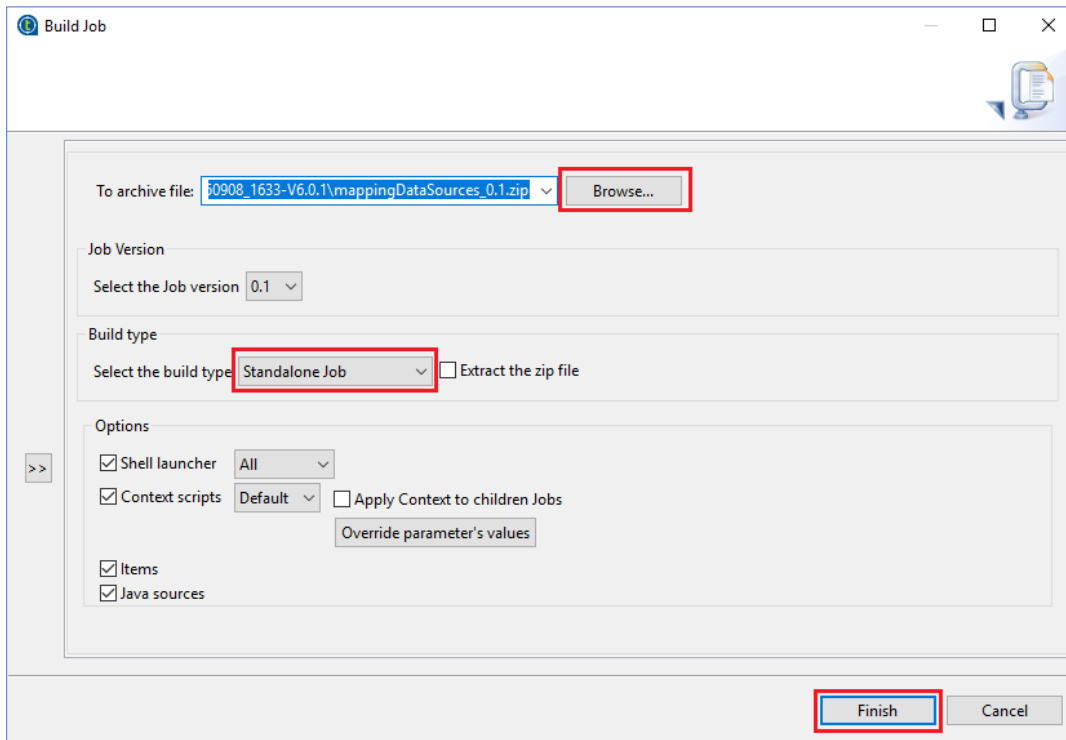 Build Job
To archive file: 60908_1633-V6.0.1\mappingDataSources_0.1.zip Browse...
Job Version
Select the Job version 0.1
Build type
Select the build type Standalone Job Extract the zip file
Options
>>
Shell launcher All
Context scripts Default Apply Context to children Jobs
Override parameter's values
Items
Java sources
Finish Cancel